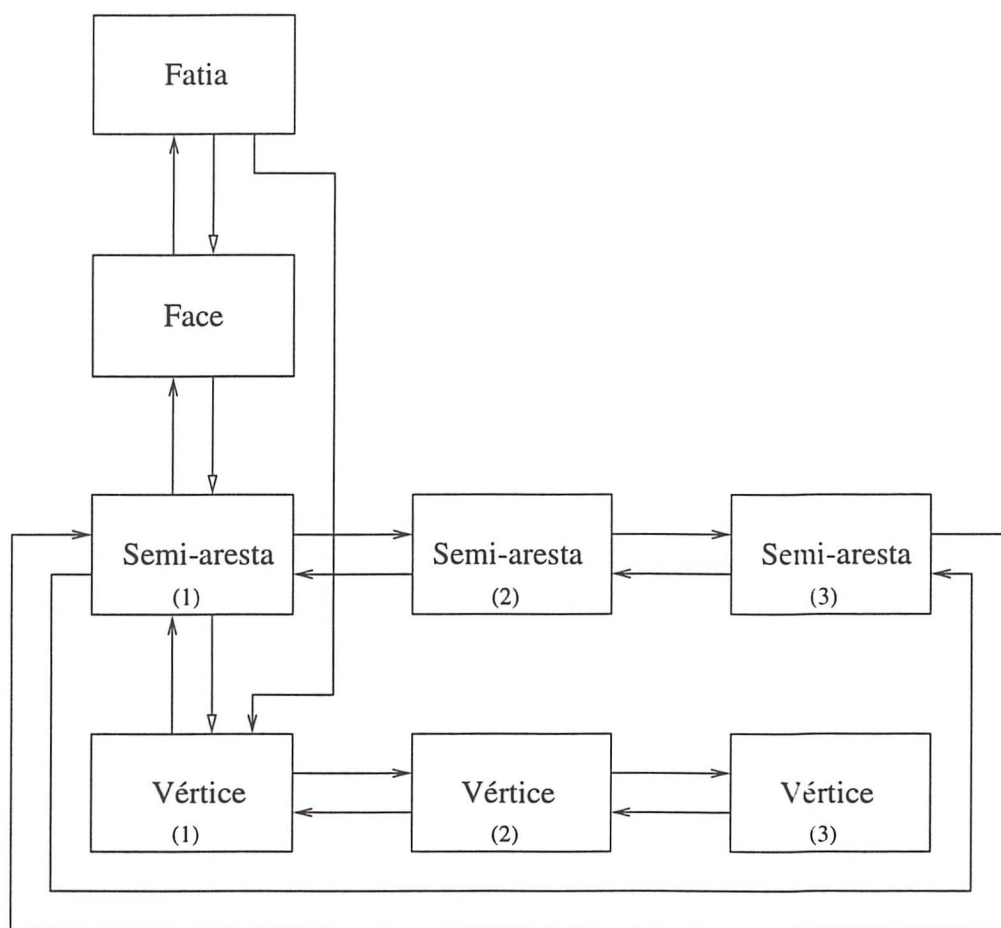 Fatia
Face
Semi-aresta
(1)
Semi-aresta
(2)
Semi-aresta
(3)
Vértice
(1)
Vértice
(2)
Vértice
(3)